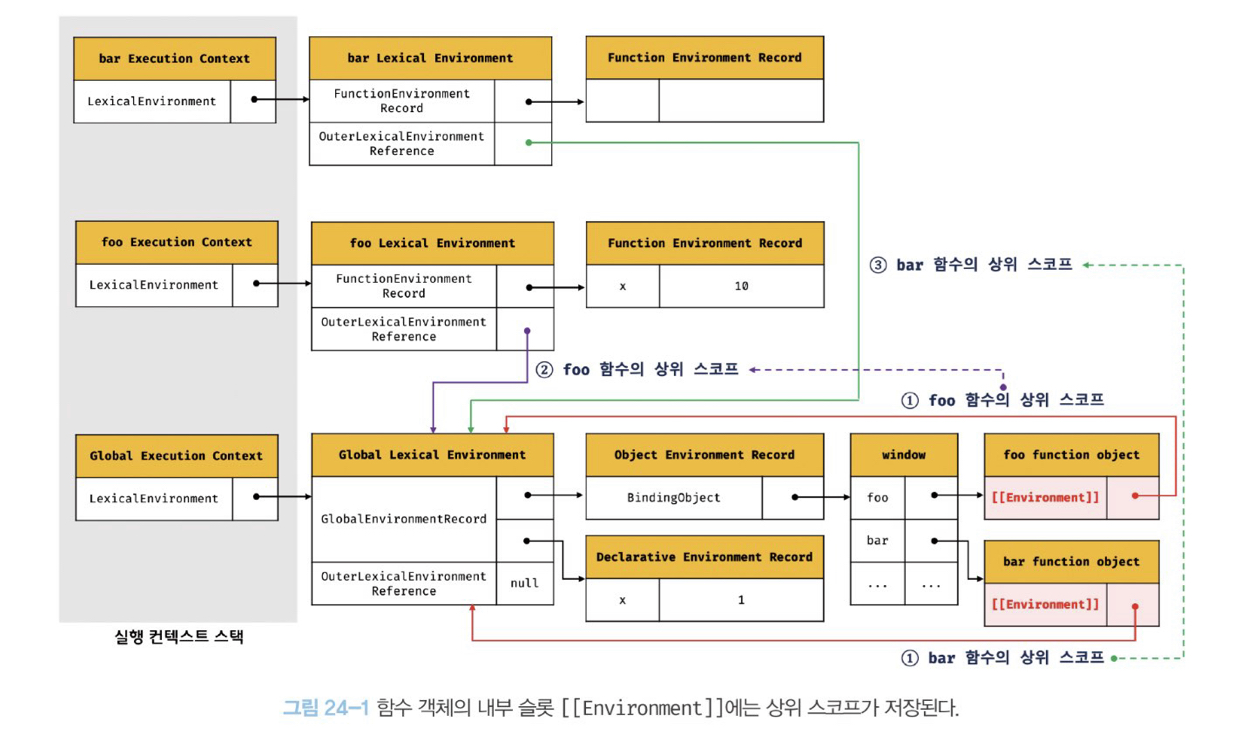 bar Execution Context
LexicalEnvironment
bar Lexical Environment
FunctionEnvironment
Record
OuterLexicalEnvironment
Reference
Function Environment Record
foo Execution Context
LexicalEnvironment
foo Lexical Environment
FunctionEnvironment
Record
OuterLexicalEnvironment
Reference
Function Environment Record
x
10
③ bar 함수의 상위 스코프
② foo 함수의 상위 스코프
① foo 함수의 상위 스코프
Global Execution Context
LexicalEnvironment
Global Lexical Environment
GlobalEnvironmentRecord
OuterLexicalEnvironment
Reference
null
Object Environment Record
BindingObject
Declarative Environment Record
x
1
window
foo
bar
...
...
foo function object
[[Environment]]
bar function object
[[Environment]]
실행 컨텍스트 스택
① bar 함수의 상위 스코프
그림 24-1 함수 객체의 내부 슬롯 [[Environment]]에는 상위 스코프가 저장된다.